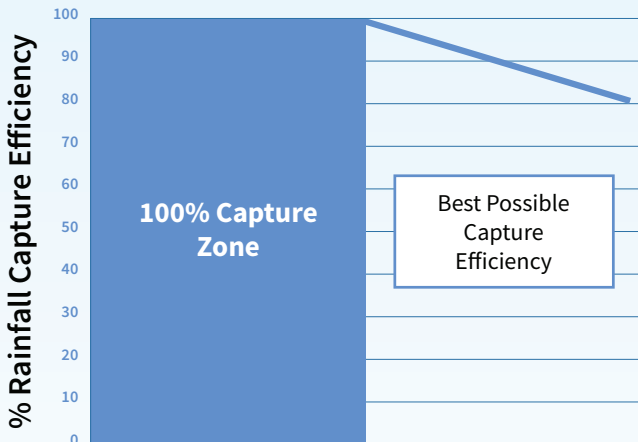 % Rainfall Capture Efficiency
100
90
80
70
60
50
40
30
20
10
0
100% Capture
Zone
Best Possible
Capture
Efficiency